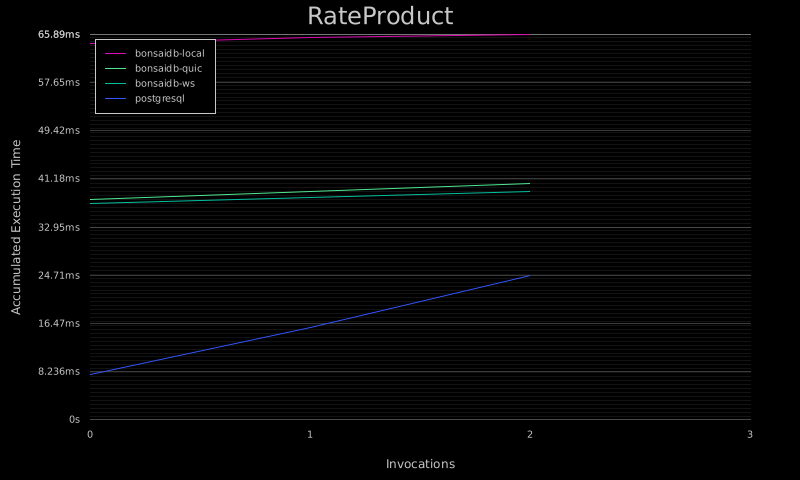 RateProduct
65.89ms
57.65ms
49.42ms
41.18ms
32.95ms
24.71ms
16.47ms
8.236ms
0s
bonsaidb-local
bonsaidb-quic
bonsaidb-ws
postgresql
Accumulated Execution Time
0 1 2 3
Invocations